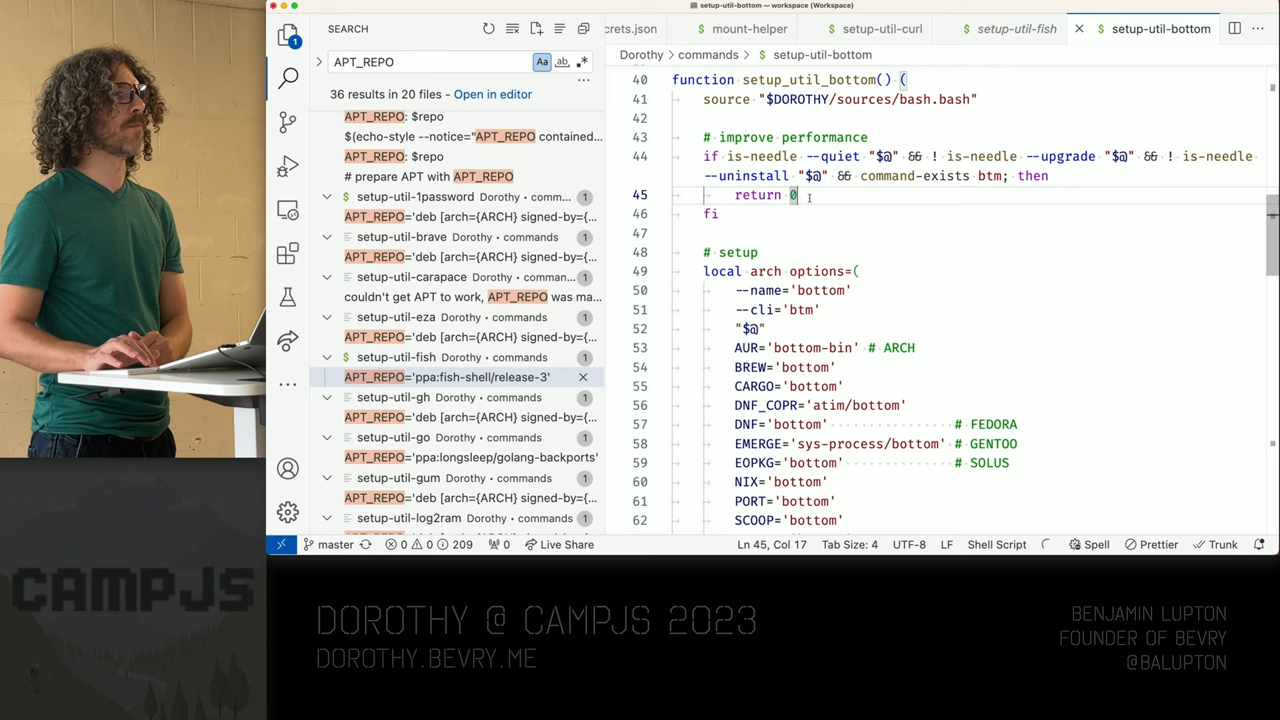 setup-util-bottom — workspace (Workspace)
SEARCH
crets.json
mount-helper
$ setup-util-curl
$ setup-util-fish
$ setup-util-bottom
1
APT_REPO
Aa
ab
.*
Dorothy > commands > $ setup-util-bottom
36 results in 20 files - Open in editor
APT_REPO: $repo
$(echo-style --notice="APT_REPO contained...
APT_REPO: $repo
# prepare APT with APT_REPO
$ setup-util-1password Dorothy • comm... 1
APT_REPO='deb [arch={ARCH} signed-by={...
setup-util-brave Dorothy • commands 1
APT_REPO='deb [arch={ARCH} signed-by={...
setup-util-carapace Dorothy • comman... 1
couldn't get APT to work, APT_REPO was ma...
setup-util-eza Dorothy • commands 1
APT_REPO='deb [arch={ARCH} signed-by={...
$ setup-util-fish Dorothy • commands 1
APT_REPO='ppa:fish-shell/release-3'
setup-util-gh Dorothy • commands 1
APT_REPO='deb [arch={ARCH} signed-by={...
setup-util-go Dorothy • commands 1
APT_REPO='ppa:longsleep/golang-backports'
setup-util-gum Dorothy • commands 1
APT_REPO='deb [arch={ARCH} signed-by={...
setup-util-log2ram Dorothy • commands 1
40 function setup_util_bottom() (
41 source "$DOROTHY/sources/bash.bash"
42
43 # improve performance
44 if is-needle --quiet "$@" && ! is-needle --upgrade "$@" && ! is-needle
--uninstall "$@" && command-exists btm; then
45 return 0
46 fi
47
48 # setup
49 local arch options=(
50 --name='bottom'
51 --cli='btm'
52 "$@"
53 AUR='bottom-bin' # ARCH
54 BREW='bottom'
55 CARGO='bottom'
56 DNF_COPR='atim/bottom'
57 DNF='bottom' # FEDORA
58 EMERGE='sys-process/bottom' # GENTOO
59 EOPKG='bottom' # SOLUS
60 NIX='bottom'
61 PORT='bottom'
62 SCOOP='bottom'
master 0 0 209 0 Live Share Ln 45, Col 17 Tab Size: 4 UTF-8 LF Shell Script Spell Prettier Trunk
CAMPJS
DOROTHY @ CAMPJS 2023
DOROTHY.BEVRY.ME
BENJAMIN LUPTON
FOUNDER OF BEVRY
@BALUPTON